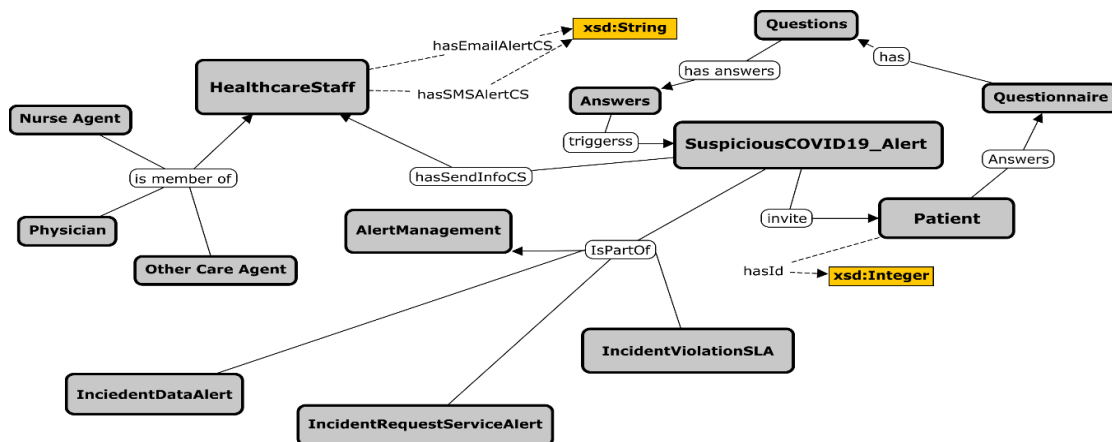 Questions
xsd:String
hasEmailAlertCS
has
has answers
HealthcareStaff
hasSMSAlertCS
Answers
Questionnaire
Nurse Agent
triggerss
SuspiciousCOVID19_Alert
Answers
is member of
hasSendInfoCS
Physician
AlertManagement
invite
Patient
IsPartOf
Other Care Agent
hasId
xsd:Integer
IncidentViolationSLA
InciedentDataAlert
IncidentRequestServiceAlert